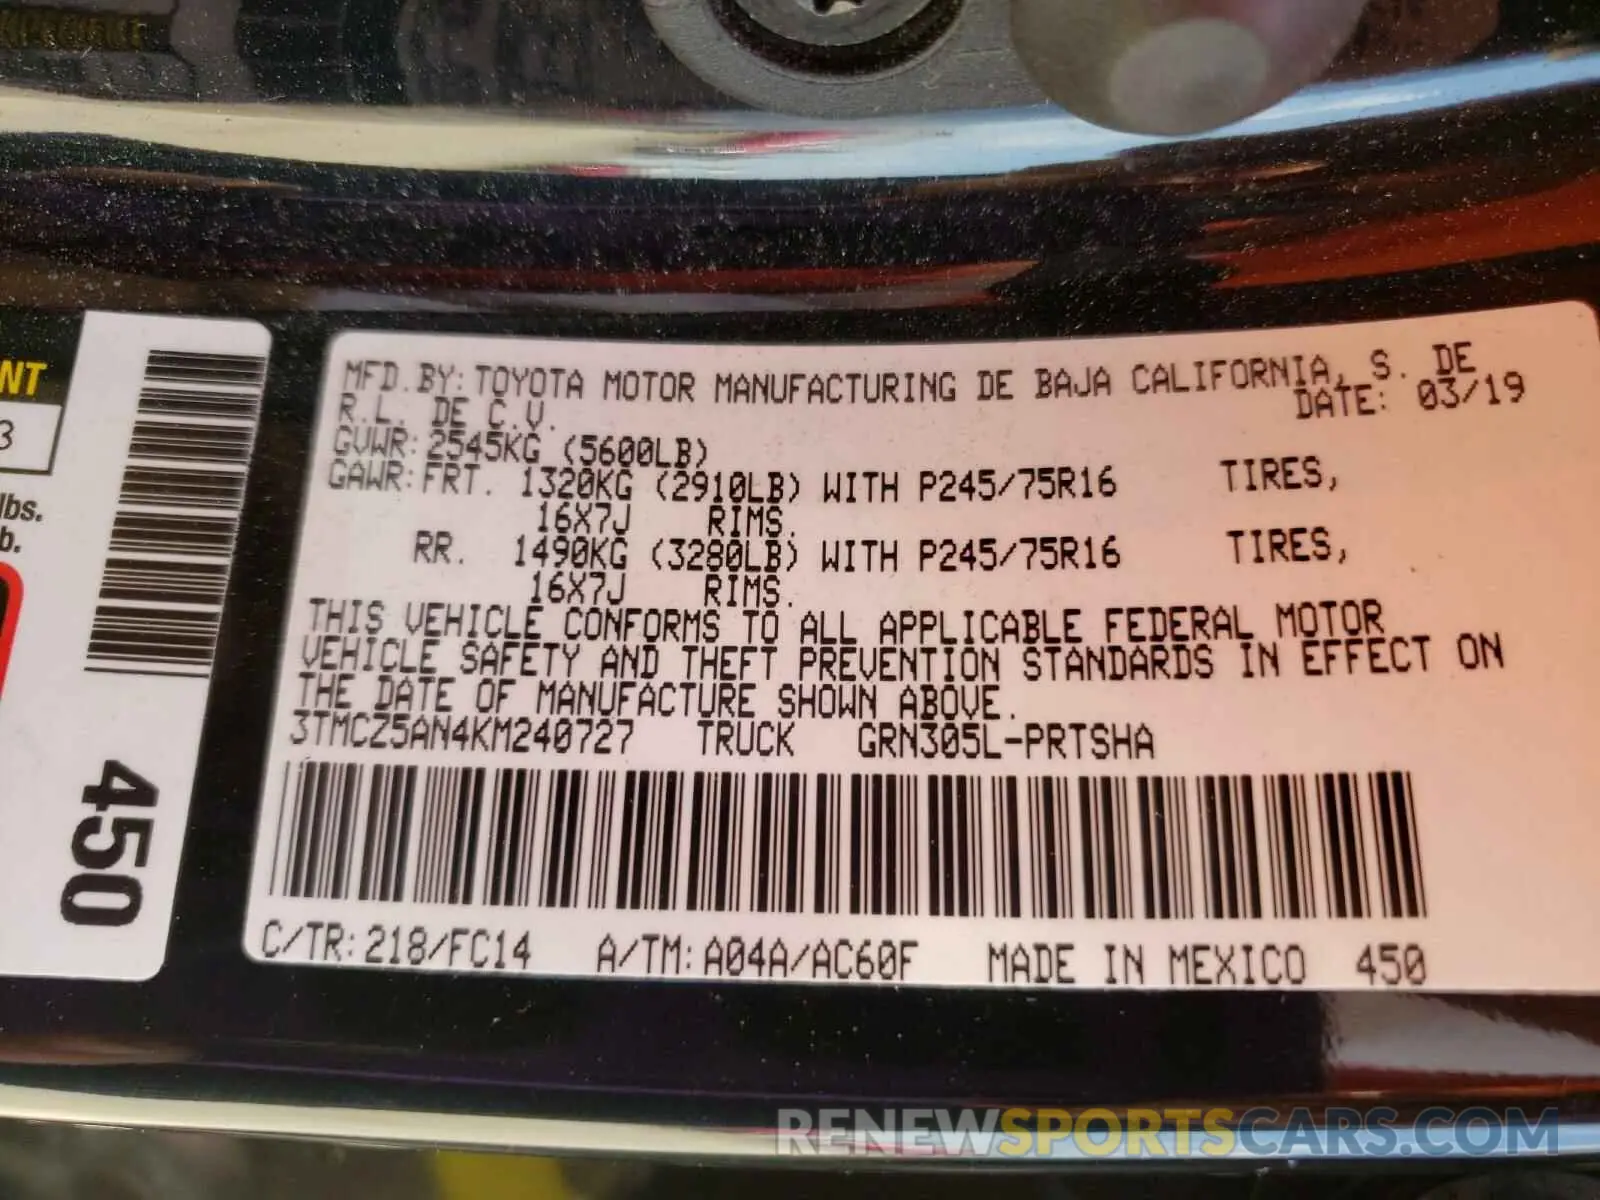 NT
3
lbs.
b.
450
MFD.BY:TOYOTA MOTOR MANUFACTURING DE BAJA CALIFORNIA, S. DE
R.L. DE C.V. DATE: 03/19
GVWR:2545KG (5600LB)
GAWR:FRT. 1320KG (2910LB) WITH P245/75R16 TIRES,
16X7J RIMS.
RR. 1490KG (3280LB) WITH P245/75R16 TIRES,
16X7J RIMS.
THIS VEHICLE CONFORMS TO ALL APPLICABLE FEDERAL MOTOR
VEHICLE SAFETY AND THEFT PREVENTION STANDARDS IN EFFECT ON
THE DATE OF MANUFACTURE SHOWN ABOVE.
3TMCZ5AN4KM240727 TRUCK GRN305L-PRTSHA
C/TR:218/FC14 A/TM:A04A/AC60F MADE IN MEXICO 450
RENEWSPORTSCARS.COM